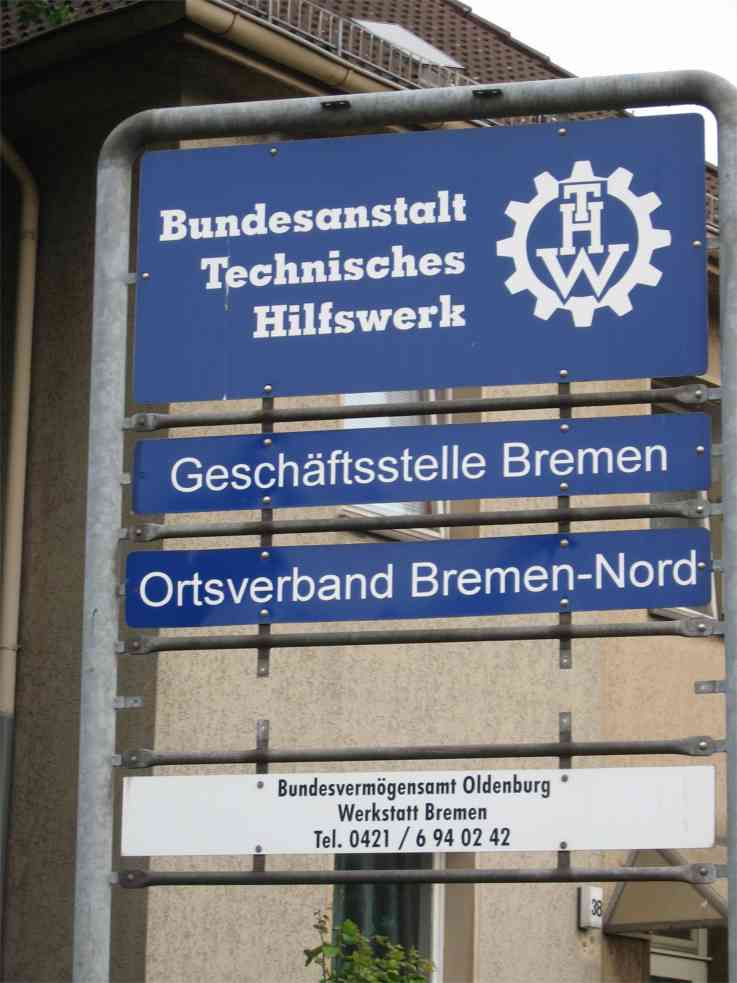 Bundesanstalt
Technisches
Hilfswerk
THW
Geschäftsstelle Bremen
Ortsverband Bremen-Nord
Bundesvermögensamt Oldenburg
Werkstatt Bremen
Tel. 0421 / 6 94 02 42
38